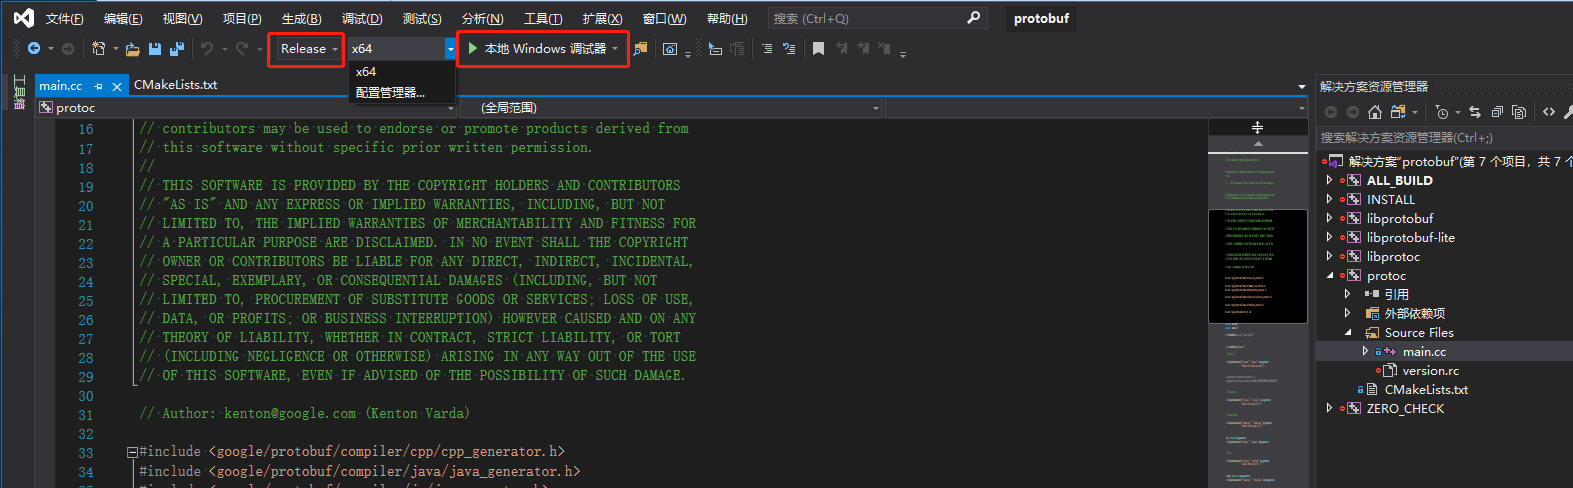 文件(F) 编辑(E) 视图(V) 项目(P) 生成(B) 调试(D) 测试(S) 分析(N) 工具(T) 扩展(X) 窗口(W) 帮助(H) 搜索 (Ctrl+Q) protobuf
Release x64 本地 Windows 调试器
x64
配置管理器...
工具箱
main.cc CMakeLists.txt
protoc (全局范围)
16 // contributors may be used to endorse or promote products derived from
17 // this software without specific prior written permission.
18 //
19 // THIS SOFTWARE IS PROVIDED BY THE COPYRIGHT HOLDERS AND CONTRIBUTORS
20 // "AS IS" AND ANY EXPRESS OR IMPLIED WARRANTIES, INCLUDING, BUT NOT
21 // LIMITED TO, THE IMPLIED WARRANTIES OF MERCHANTABILITY AND FITNESS FOR
22 // A PARTICULAR PURPOSE ARE DISCLAIMED. IN NO EVENT SHALL THE COPYRIGHT
23 // OWNER OR CONTRIBUTORS BE LIABLE FOR ANY DIRECT, INDIRECT, INCIDENTAL,
24 // SPECIAL, EXEMPLARY, OR CONSEQUENTIAL DAMAGES (INCLUDING, BUT NOT
25 // LIMITED TO, PROCUREMENT OF SUBSTITUTE GOODS OR SERVICES; LOSS OF USE,
26 // DATA, OR PROFITS; OR BUSINESS INTERRUPTION) HOWEVER CAUSED AND ON ANY
27 // THEORY OF LIABILITY, WHETHER IN CONTRACT, STRICT LIABILITY, OR TORT
28 // (INCLUDING NEGLIGENCE OR OTHERWISE) ARISING IN ANY WAY OUT OF THE USE
29 // OF THIS SOFTWARE, EVEN IF ADVISED OF THE POSSIBILITY OF SUCH DAMAGE.
30
31 // Author: kenton@google.com (Kenton Varda)
32
33 #include <google/protobuf/compiler/cpp/cpp_generator.h>
34 #include <google/protobuf/compiler/java/java_generator.h>
解决方案资源管理器
搜索解决方案资源管理器(Ctrl+;)
解决方案"protobuf"(第 7 个项目, 共 7 个
ALL_BUILD
INSTALL
libprotobuf
libprotobuf-lite
libprotoc
protoc
引用
外部依赖项
Source Files
main.cc
version.rc
CMakeLists.txt
ZERO_CHECK